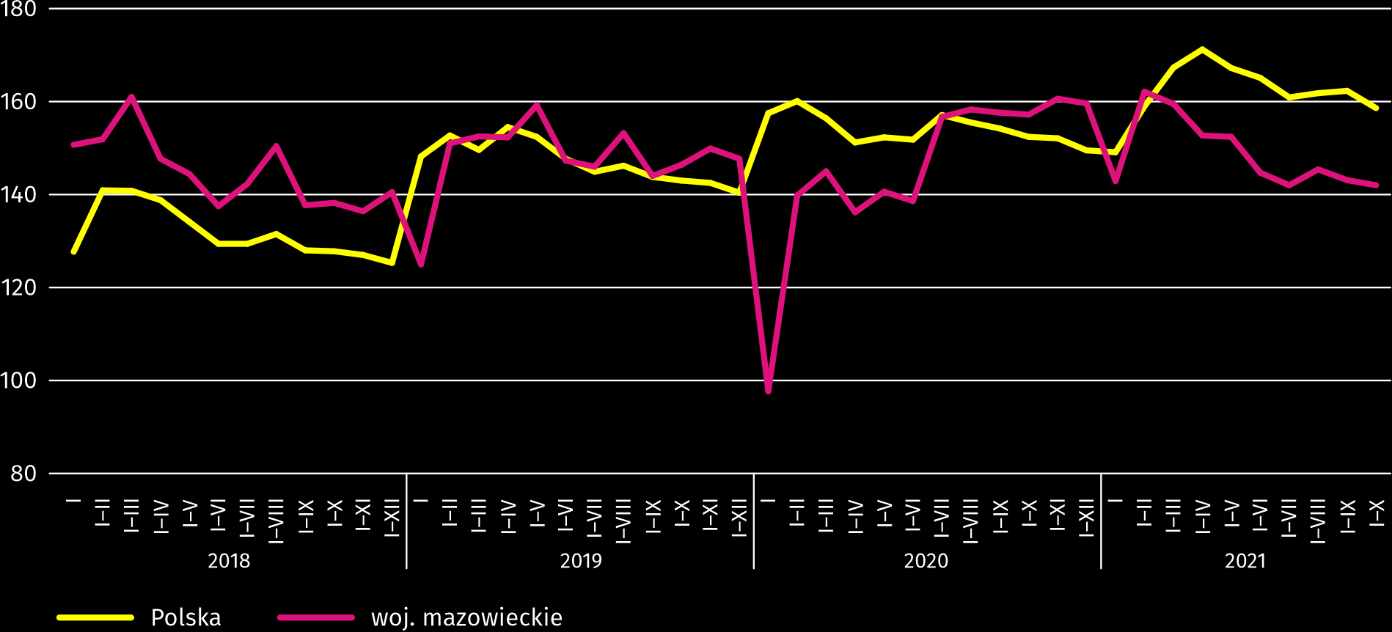 180
160
140
120
100
80
I I–II I–III I–IV I–V I–VI I–VII I–VIII I–IX I–X I–XI I–XII I I–II I–III I–IV I–V I–VI I–VII I–VIII I–IX I–X I–XI I–XII I I–II I–III I–IV I–V I–VI I–VII I–VIII I–IX I–X I–XI I–XII I I–II I–III I–IV I–V I–VI I–VII I–VIII I–IX I–X
2018 2019 2020 2021
Polska woj. mazowieckie